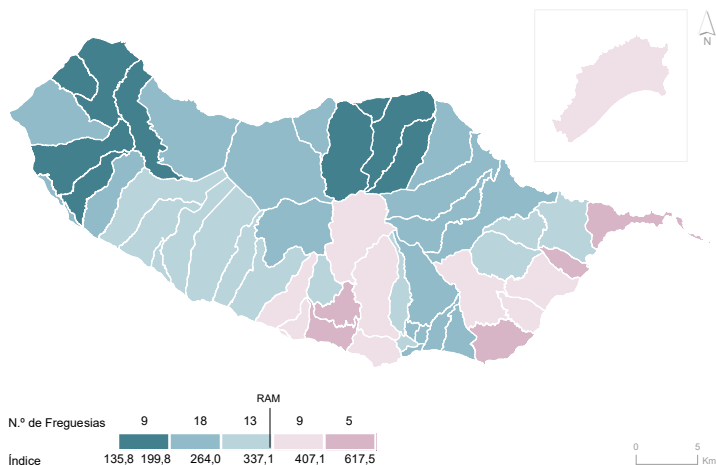 N
RAM
N.º de Freguesias 9 18 13 9 5
Índice 135,8 199,8 264,0 337,1 407,1 617,5
0 5
Km